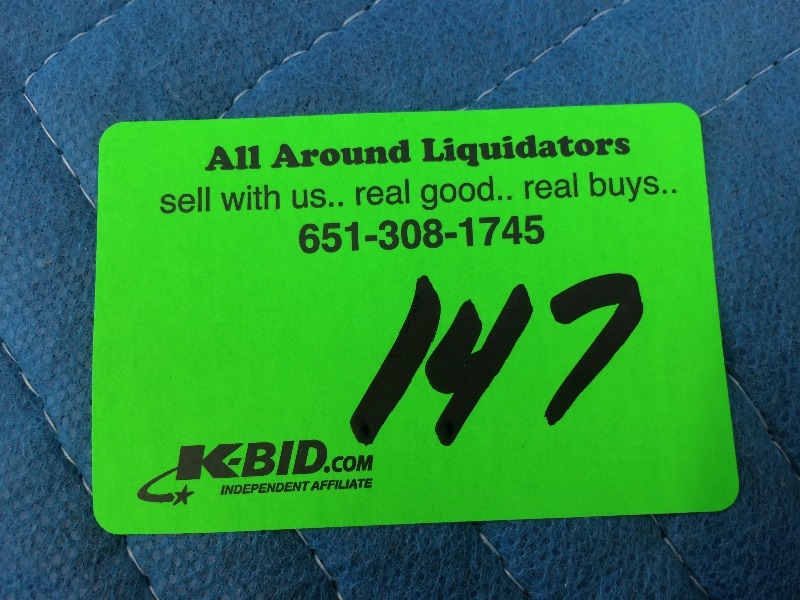 All Around Liquidators
sell with us.. real good.. real buys..
651-308-1745
147
K-BID.COM
INDEPENDENT AFFILIATE